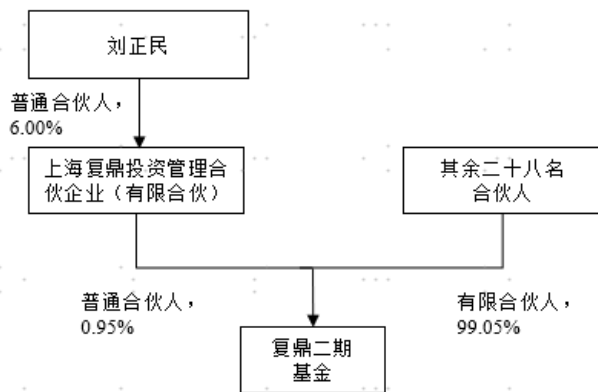 刘正民
普通合伙人，
6.00%
上海复鼎投资管理合
伙企业（有限合伙）
其余二十八名
合伙人
普通合伙人，
0.95%
有限合伙人，
99.05%
复鼎二期
基金